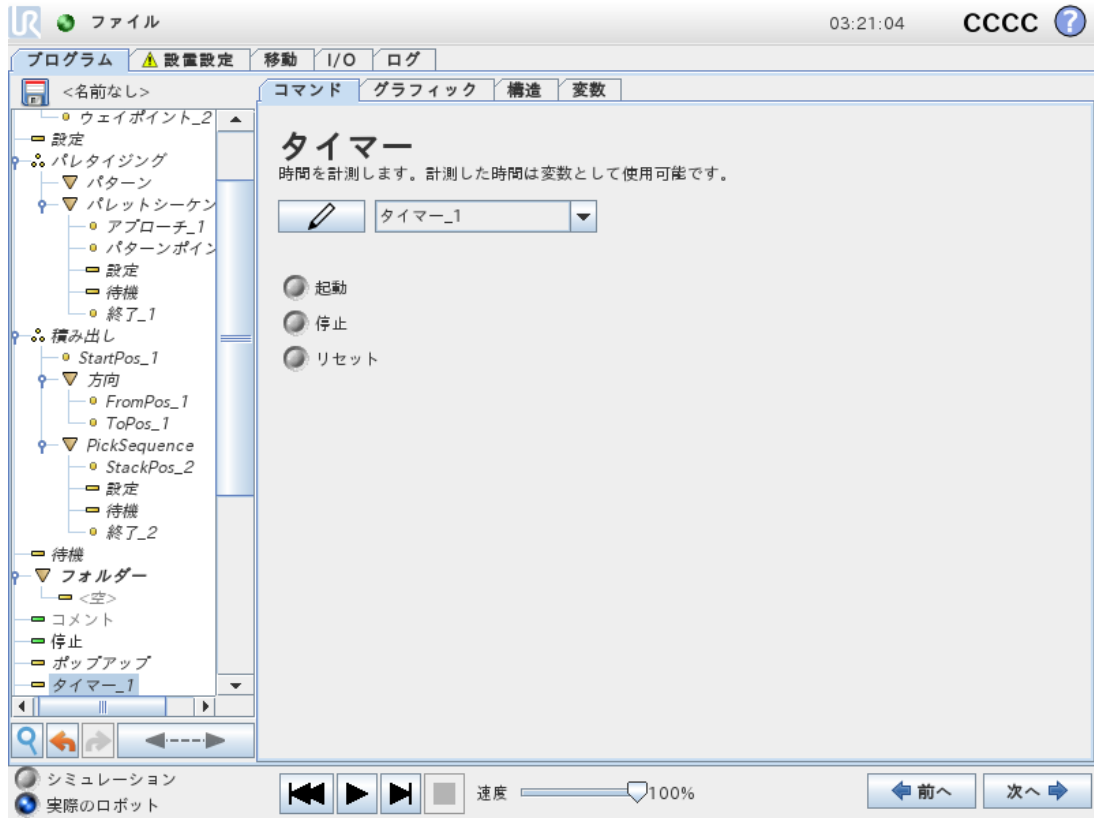 UR ファイル 03:21:04 CCCC ?
プログラム 設置設定 移動 I/O ログ
<名前なし>
コマンド グラフィック 構造 変数
ウェイポイント_2
設定
パレタイジング
パターン
パレットシーケン
アプローチ_1
パターンポイン
設定
待機
終了_1
積み出し
StartPos_1
方向
FromPos_1
ToPos_1
PickSequence
StackPos_2
設定
待機
終了_2
待機
フォルダー
<空>
コメント
停止
ポップアップ
タイマー_1
タイマー
時間を計測します。計測した時間は変数として使用可能です。
タイマー_1
起動
停止
リセット
シミュレーション
実際のロボット
速度 100%
前へ 次へ